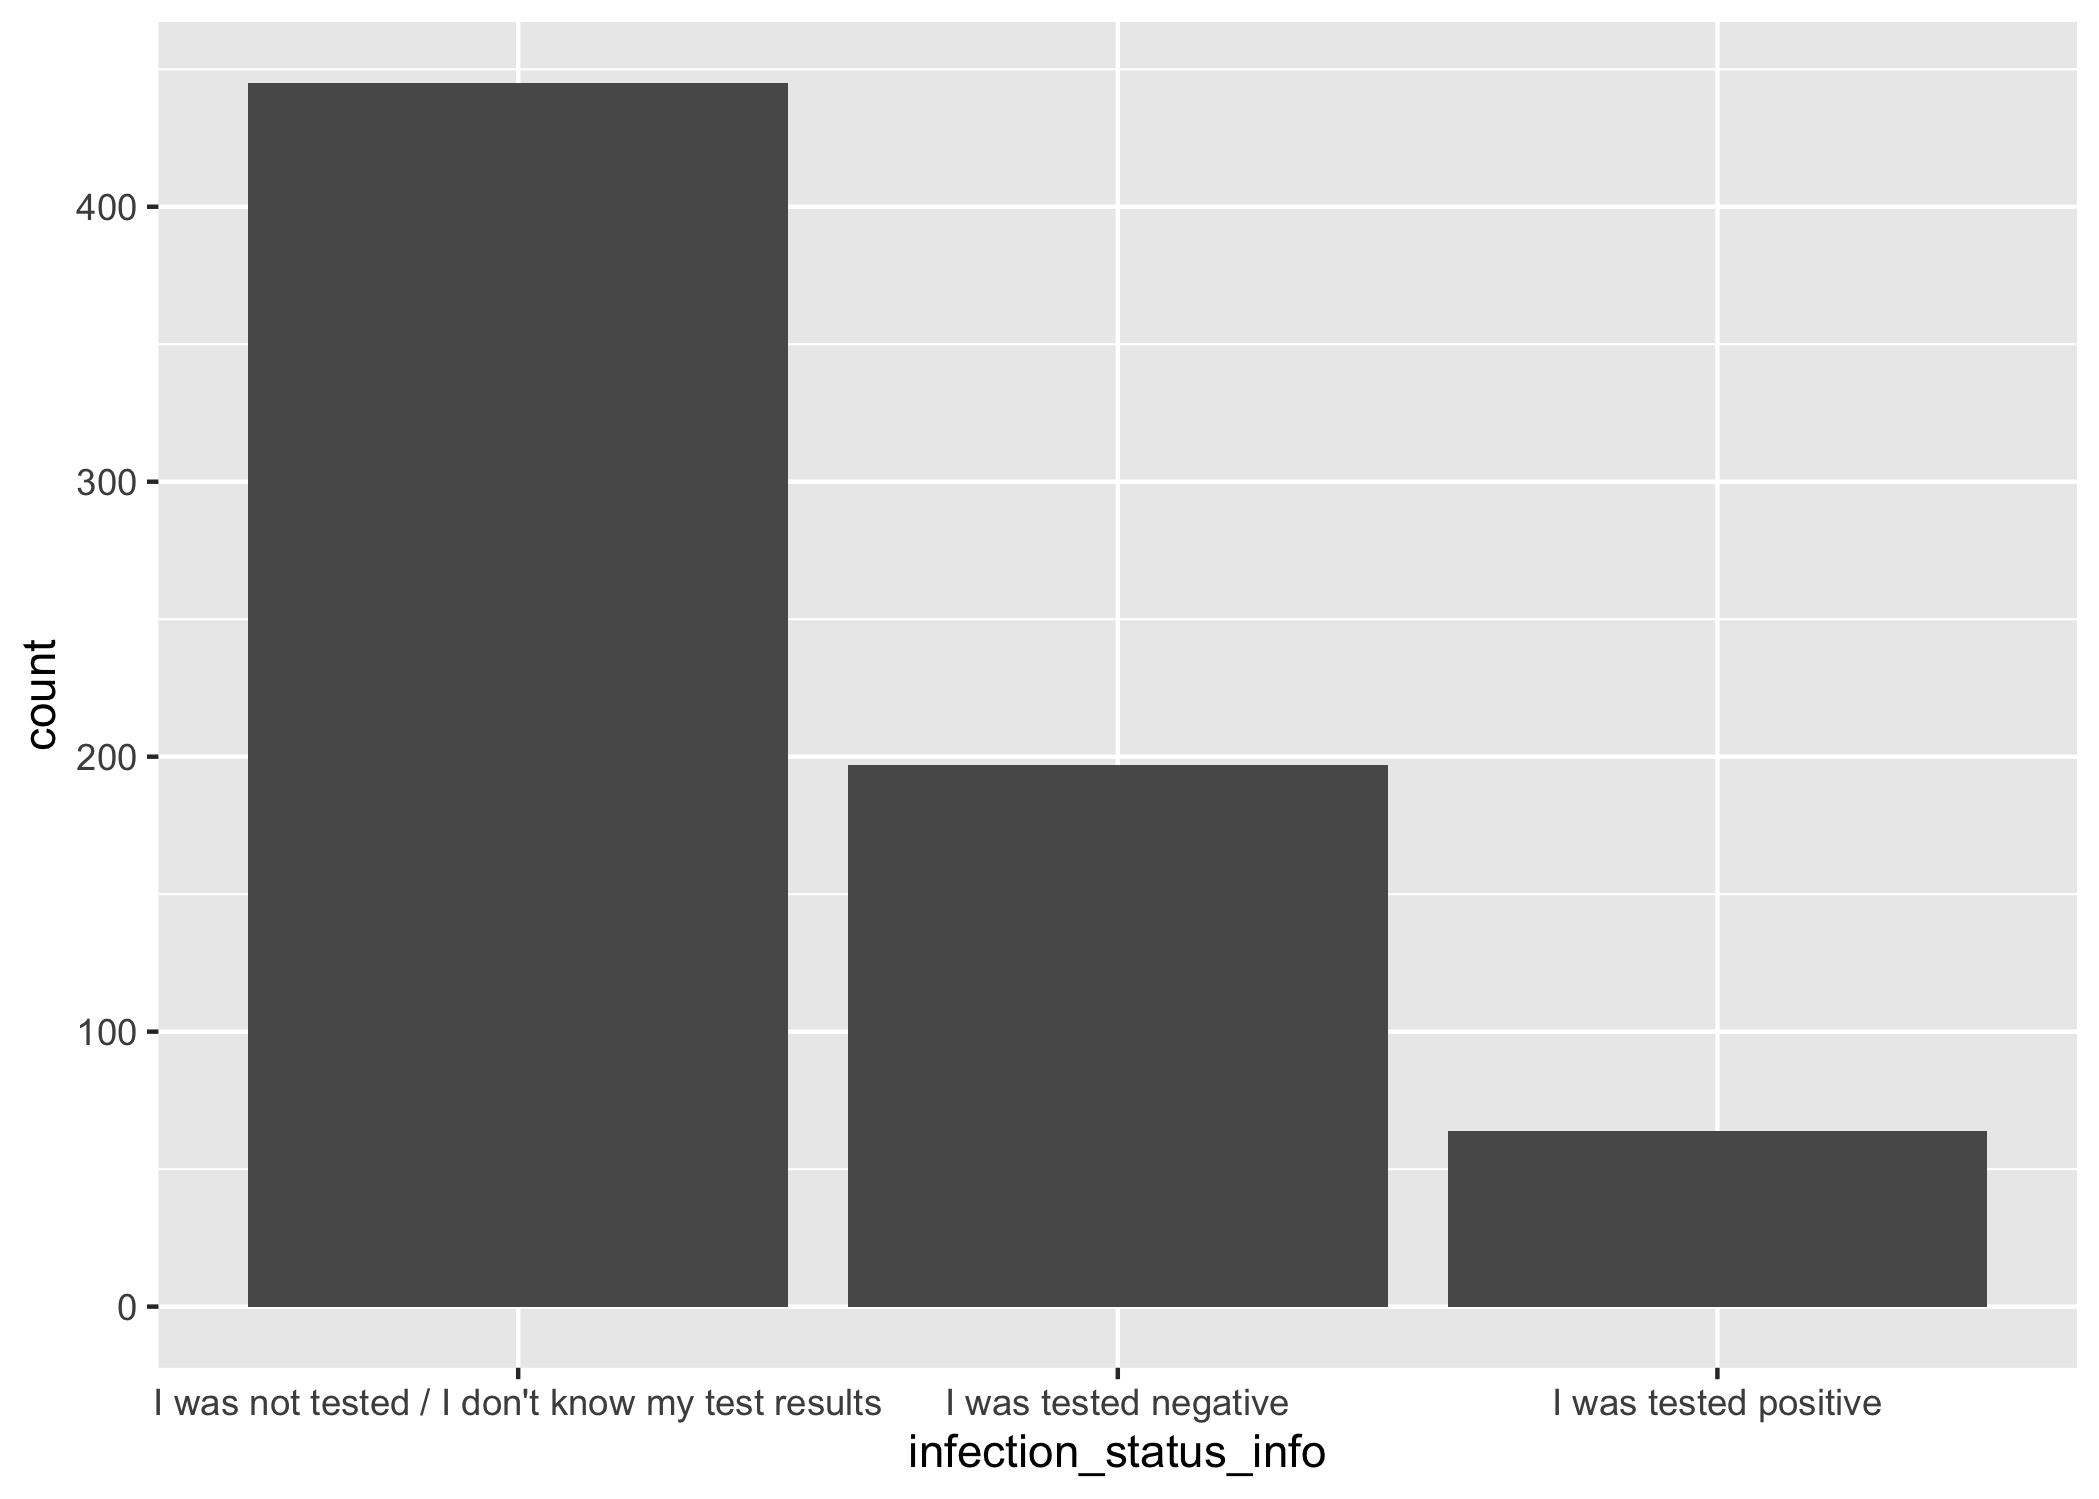 count
400
300
200
100
0
I was not tested / I don't know my test results
I was tested negative
I was tested positive
infection_status_info